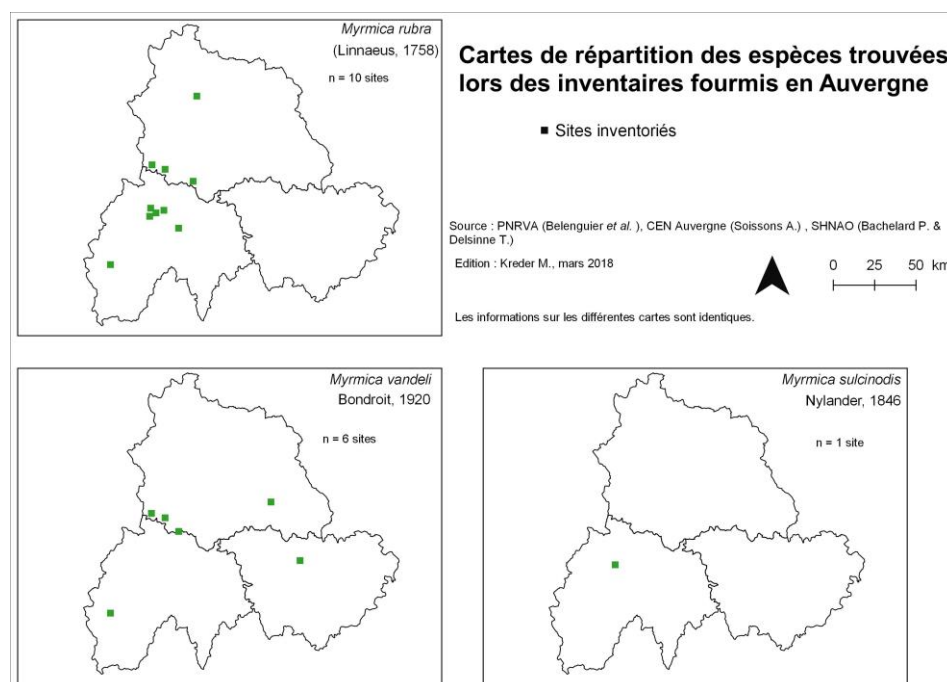 Myrmica rubra
(Linnaeus, 1758)
n = 10 sites
Cartes de répartition des espèces trouvées
lors des inventaires fourmis en Auvergne
Sites inventoriés
Source : PNRVA (Belenguier et al. ), CEN Auvergne (Soissons A.) , SHNAO (Bachelard P. &
Delsinne T.)
Edition : Kreder M., mars 2018
0 25 50 km
Les informations sur les différentes cartes sont identiques.
Myrmica vandeli
Bondroit, 1920
n = 6 sites
Myrmica sulcinodis
Nylander, 1846
n = 1 site